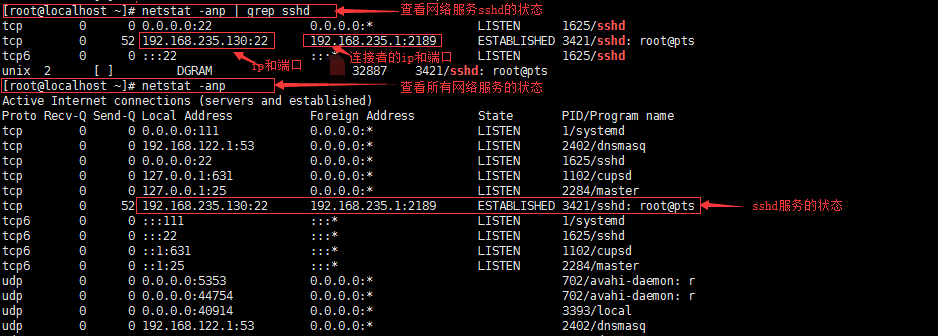 [root@localhost ~]# netstat -anp | grep sshd 查看网络服务sshd的状态
tcp 0 0 0.0.0.0:22 0.0.0.0:* LISTEN 1625/sshd
tcp 0 52 192.168.235.130:22 192.168.235.1:2189 ESTABLISHED 3421/sshd: root@pts
tcp6 0 0 :::22 :::* LISTEN 1625/sshd
ip和端口 连接者的ip和端口
unix 2 [ ] DGRAM 32887 3421/sshd: root@pts
[root@localhost ~]# netstat -anp 查看所有网络服务的状态
Active Internet connections (servers and established)
Proto Recv-Q Send-Q Local Address Foreign Address State PID/Program name
tcp 0 0 0.0.0.0:111 0.0.0.0:* LISTEN 1/systemd
tcp 0 0 192.168.122.1:53 0.0.0.0:* LISTEN 2402/dnsmasq
tcp 0 0 0.0.0.0:22 0.0.0.0:* LISTEN 1625/sshd
tcp 0 0 127.0.0.1:631 0.0.0.0:* LISTEN 1102/cupsd
tcp 0 0 127.0.0.1:25 0.0.0.0:* LISTEN 2284/master
tcp 0 52 192.168.235.130:22 192.168.235.1:2189 ESTABLISHED 3421/sshd: root@pts sshd服务的状态
tcp6 0 0 :::111 :::* LISTEN 1/systemd
tcp6 0 0 :::22 :::* LISTEN 1625/sshd
tcp6 0 0 ::1:631 :::* LISTEN 1102/cupsd
tcp6 0 0 ::1:25 :::* LISTEN 2284/master
udp 0 0 0.0.0.0:5353 0.0.0.0:* 702/avahi-daemon: r
udp 0 0 0.0.0.0:44754 0.0.0.0:* 702/avahi-daemon: r
udp 0 0 0.0.0.0:40914 0.0.0.0:* 3393/local
udp 0 0 192.168.122.1:53 0.0.0.0:* 2402/dnsmasq